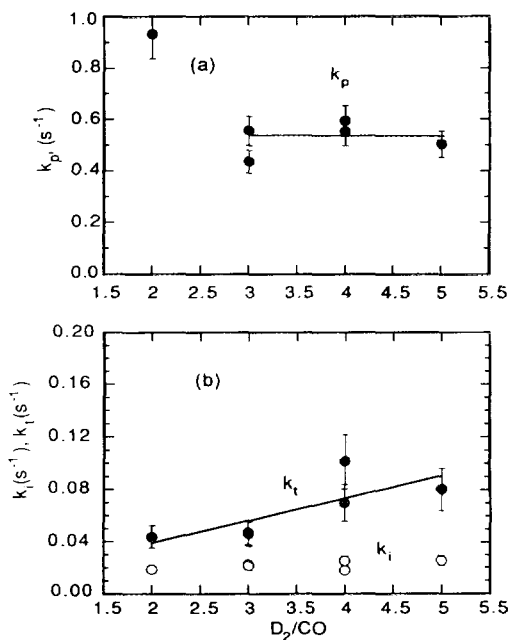 1.0
0.8
0.6
0.4
0.2
0.0
k_p, (s⁻¹)
(a)
k_p
1.5 2 2.5 3 3.5 4 4.5 5 5.5
0.20
0.16
0.12
0.08
0.04
0.00
k_i(s⁻¹), k_t(s⁻¹)
(b)
k_t
k_i
1.5 2 2.5 3 3.5 4 4.5 5 5.5
D₂/CO